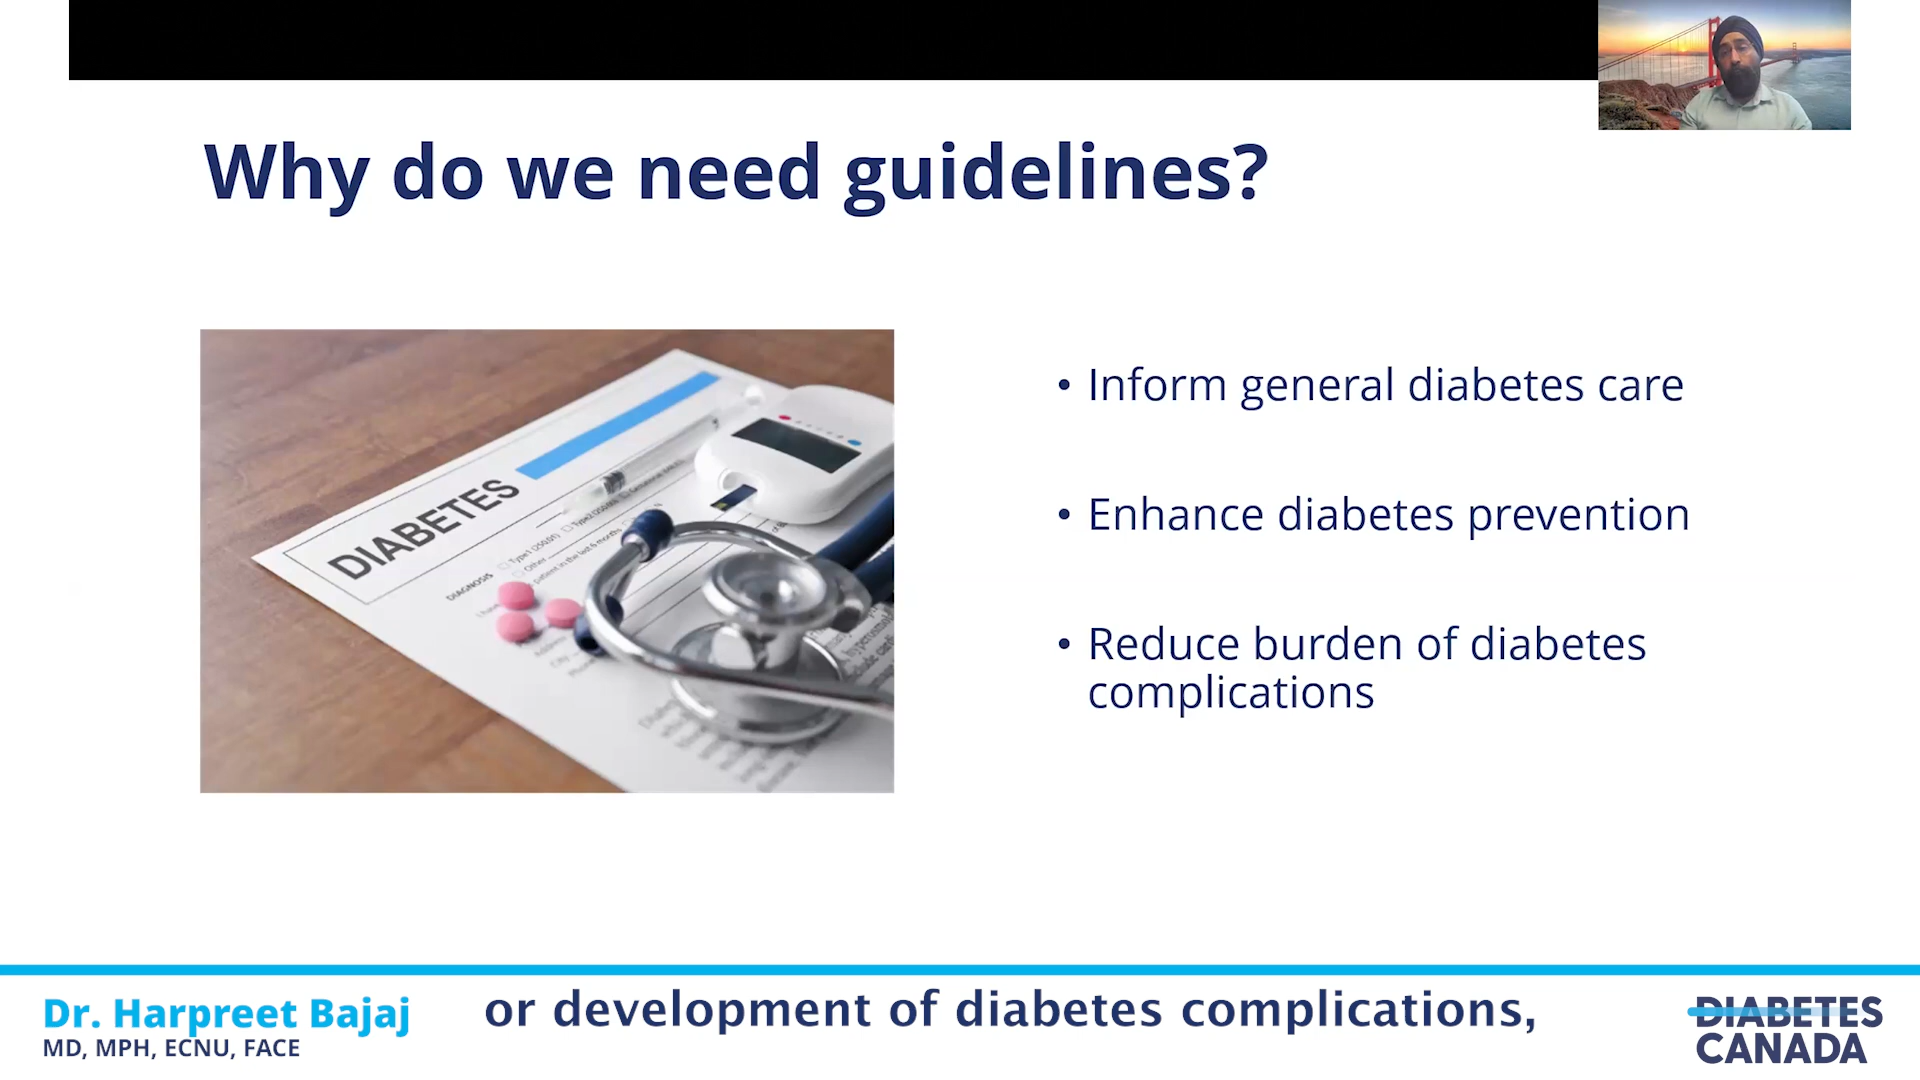 Why do we need guidelines?
DIABETES
DIAGNOSIS
• Inform general diabetes care
• Enhance diabetes prevention
• Reduce burden of diabetes
complications
Dr. Harpreet Bajaj
MD, MPH, ECNU, FACE
or development of diabetes complications,
DIABETES
CANADA